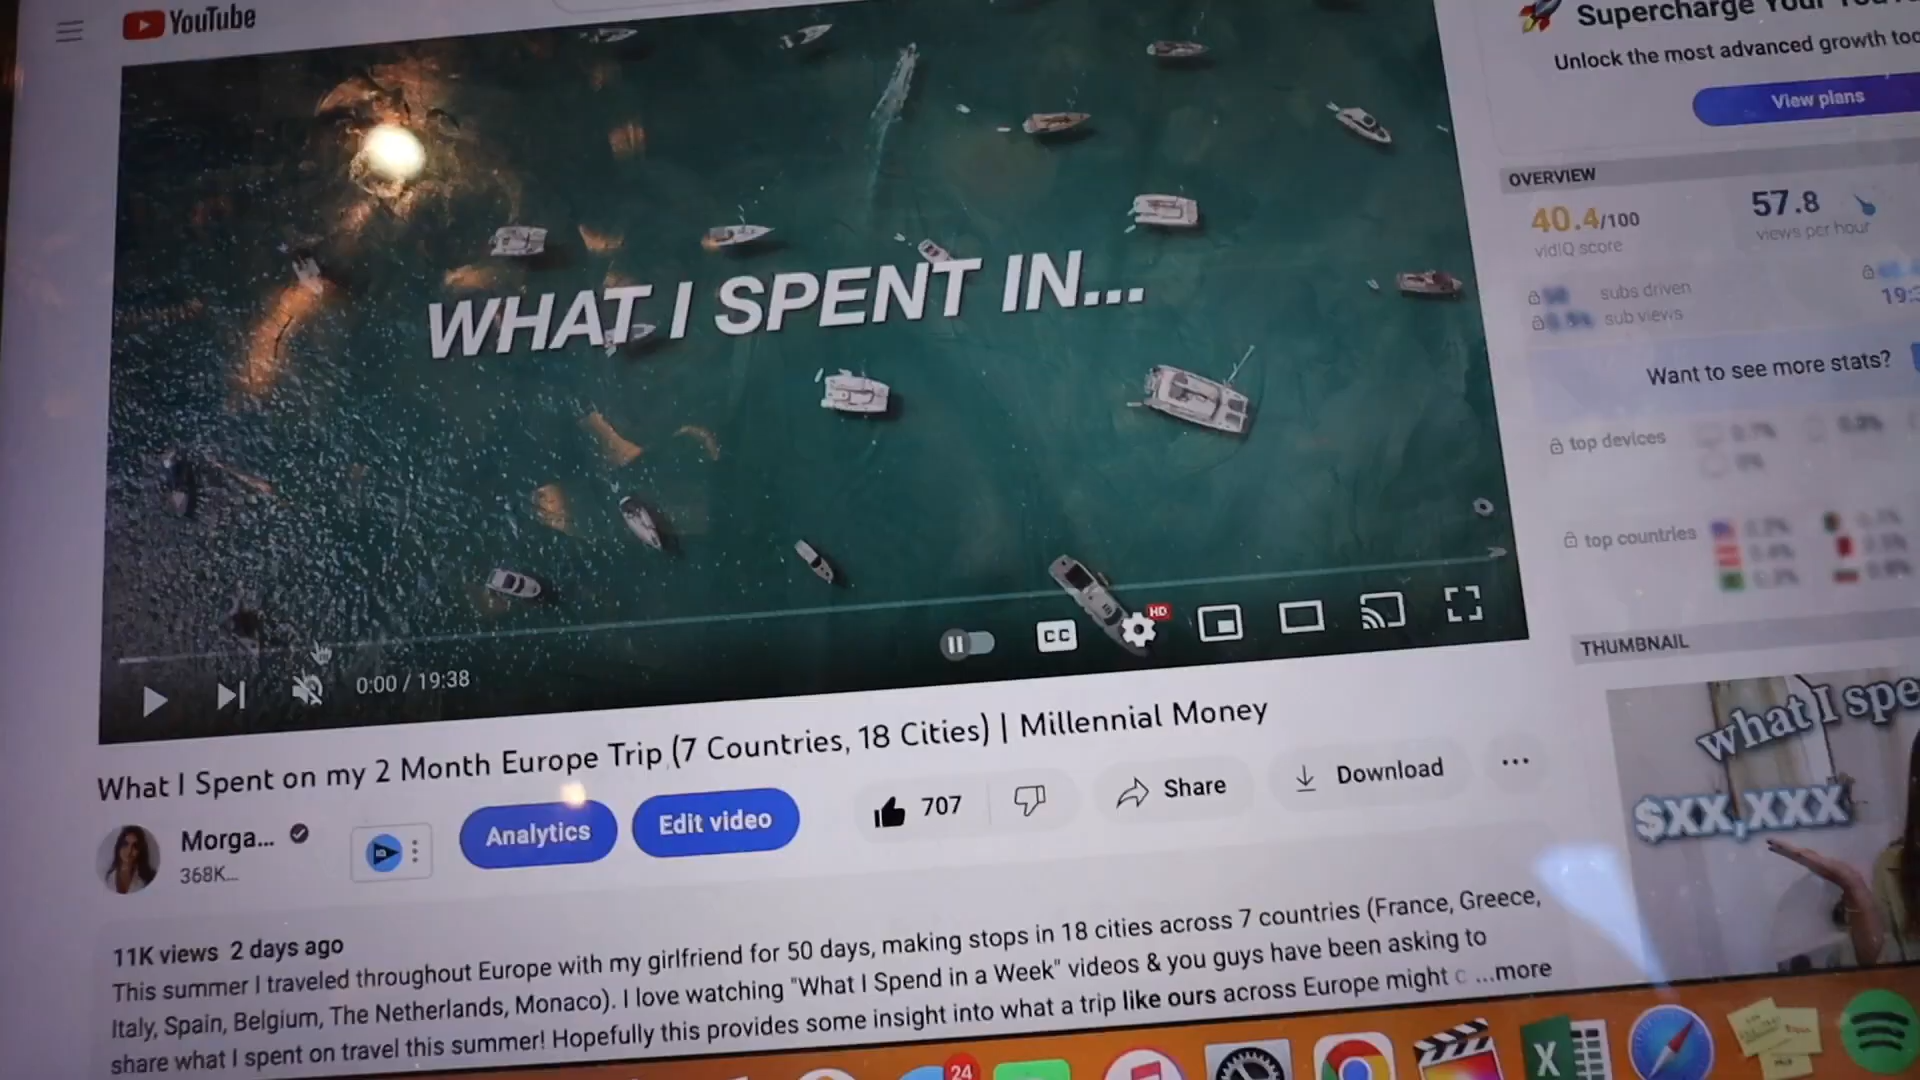 YouTube
WHAT I SPENT IN...
HD
CC
0:00 / 19:38
What I Spent on my 2 Month Europe Trip (7 Countries, 18 Cities) | Millennial Money
Morga...
368K...
Analytics
Edit video
707
Share
Download
11K views 2 days ago
This summer I traveled throughout Europe with my girlfriend for 50 days, making stops in 18 cities across 7 countries (France, Greece,
Italy, Spain, Belgium, The Netherlands, Monaco). I love watching "What I Spend in a Week" videos & you guys have been asking to
share what I spent on travel this summer! Hopefully this provides some insight into what a trip like ours across Europe might c ...more
Supercharge Your
Unlock the most advanced growth
View plans
OVERVIEW
40.4/100
vidIQ score
57.8
views per hour
subs driven
sub views
Want to see more stats?
top devices
top countries
THUMBNAIL
what I spe
$XX,XXX
24